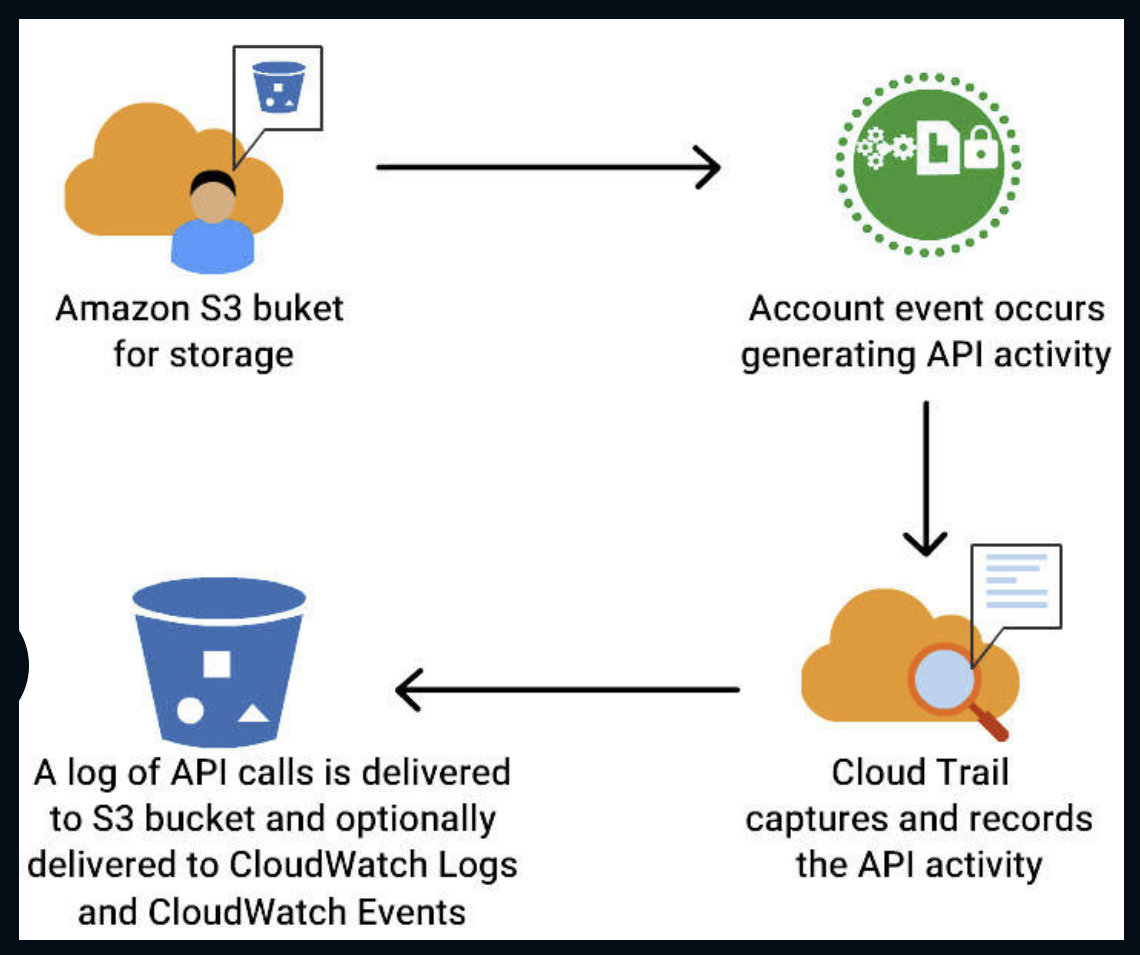 Amazon S3 buket
for storage
Account event occurs
generating API activity
A log of API calls is delivered
to S3 bucket and optionally
delivered to CloudWatch Logs
and CloudWatch Events
Cloud Trail
captures and records
the API activity